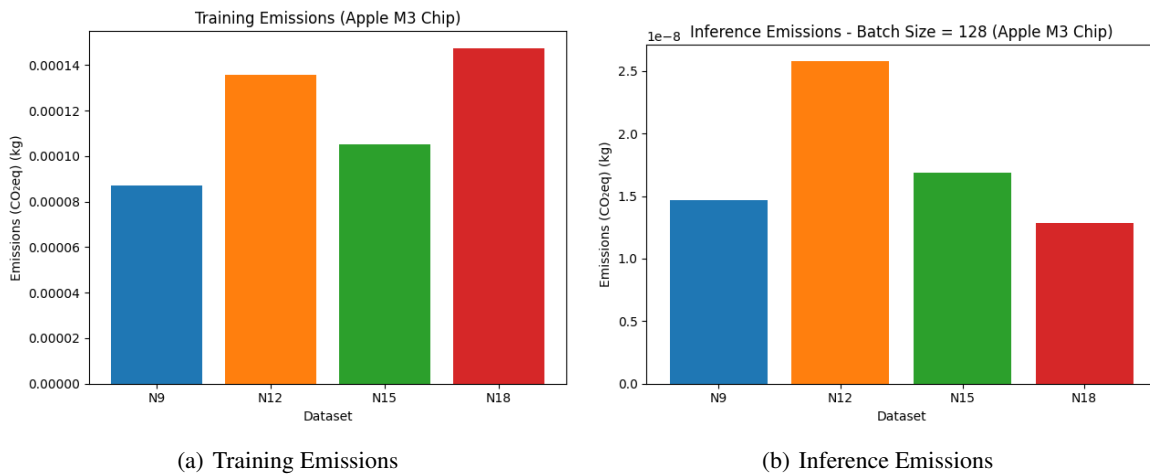 Training Emissions (Apple M3 Chip)
Emissions (CO₂eq) (kg)
0.00014
0.00012
0.00010
0.00008
0.00006
0.00004
0.00002
0.00000
N9 N12 N15 N18
Dataset
(a) Training Emissions
Inference Emissions - Batch Size = 128 (Apple M3 Chip)
1e−8
Emissions (CO₂eq) (kg)
2.5
2.0
1.5
1.0
0.5
0.0
N9 N12 N15 N18
Dataset
(b) Inference Emissions